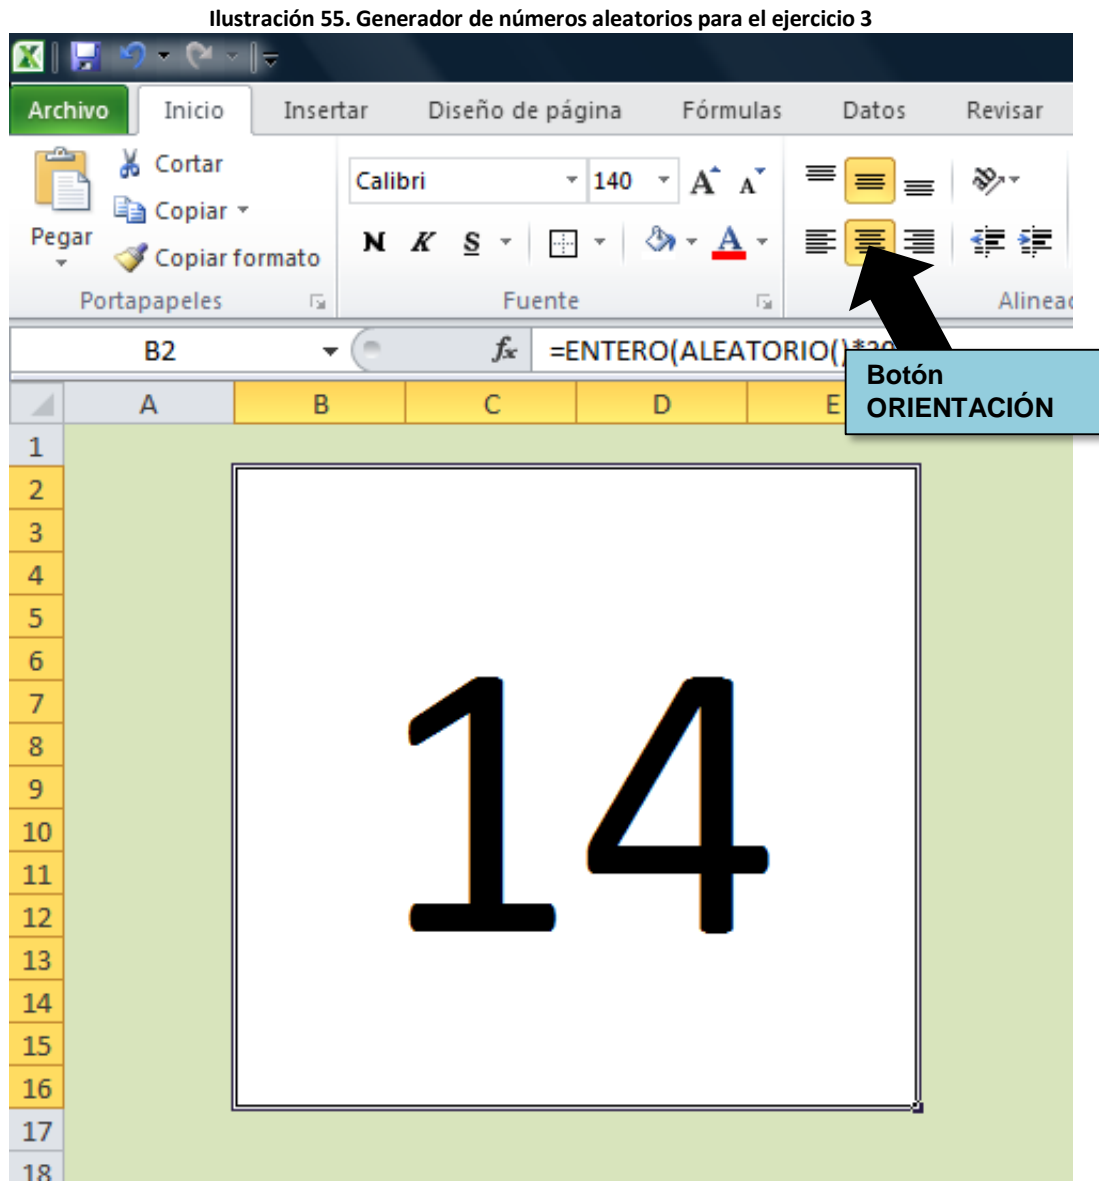 Ilustración 55. Generador de números aleatorios para el ejercicio 3
Archivo Inicio Insertar Diseño de página Fórmulas Datos Revisar
Cortar
Calibri 140 A A
Copiar
Pegar
N K S A
Copiar formato
Portapapeles Fuente
B2 fx =ENTERO(ALEATORIO()
Botón
ORIENTACIÓN
A B C D E
1
2
3
4
5
6
7
8
9
10
11
12
13
14
15
16
17
18
14